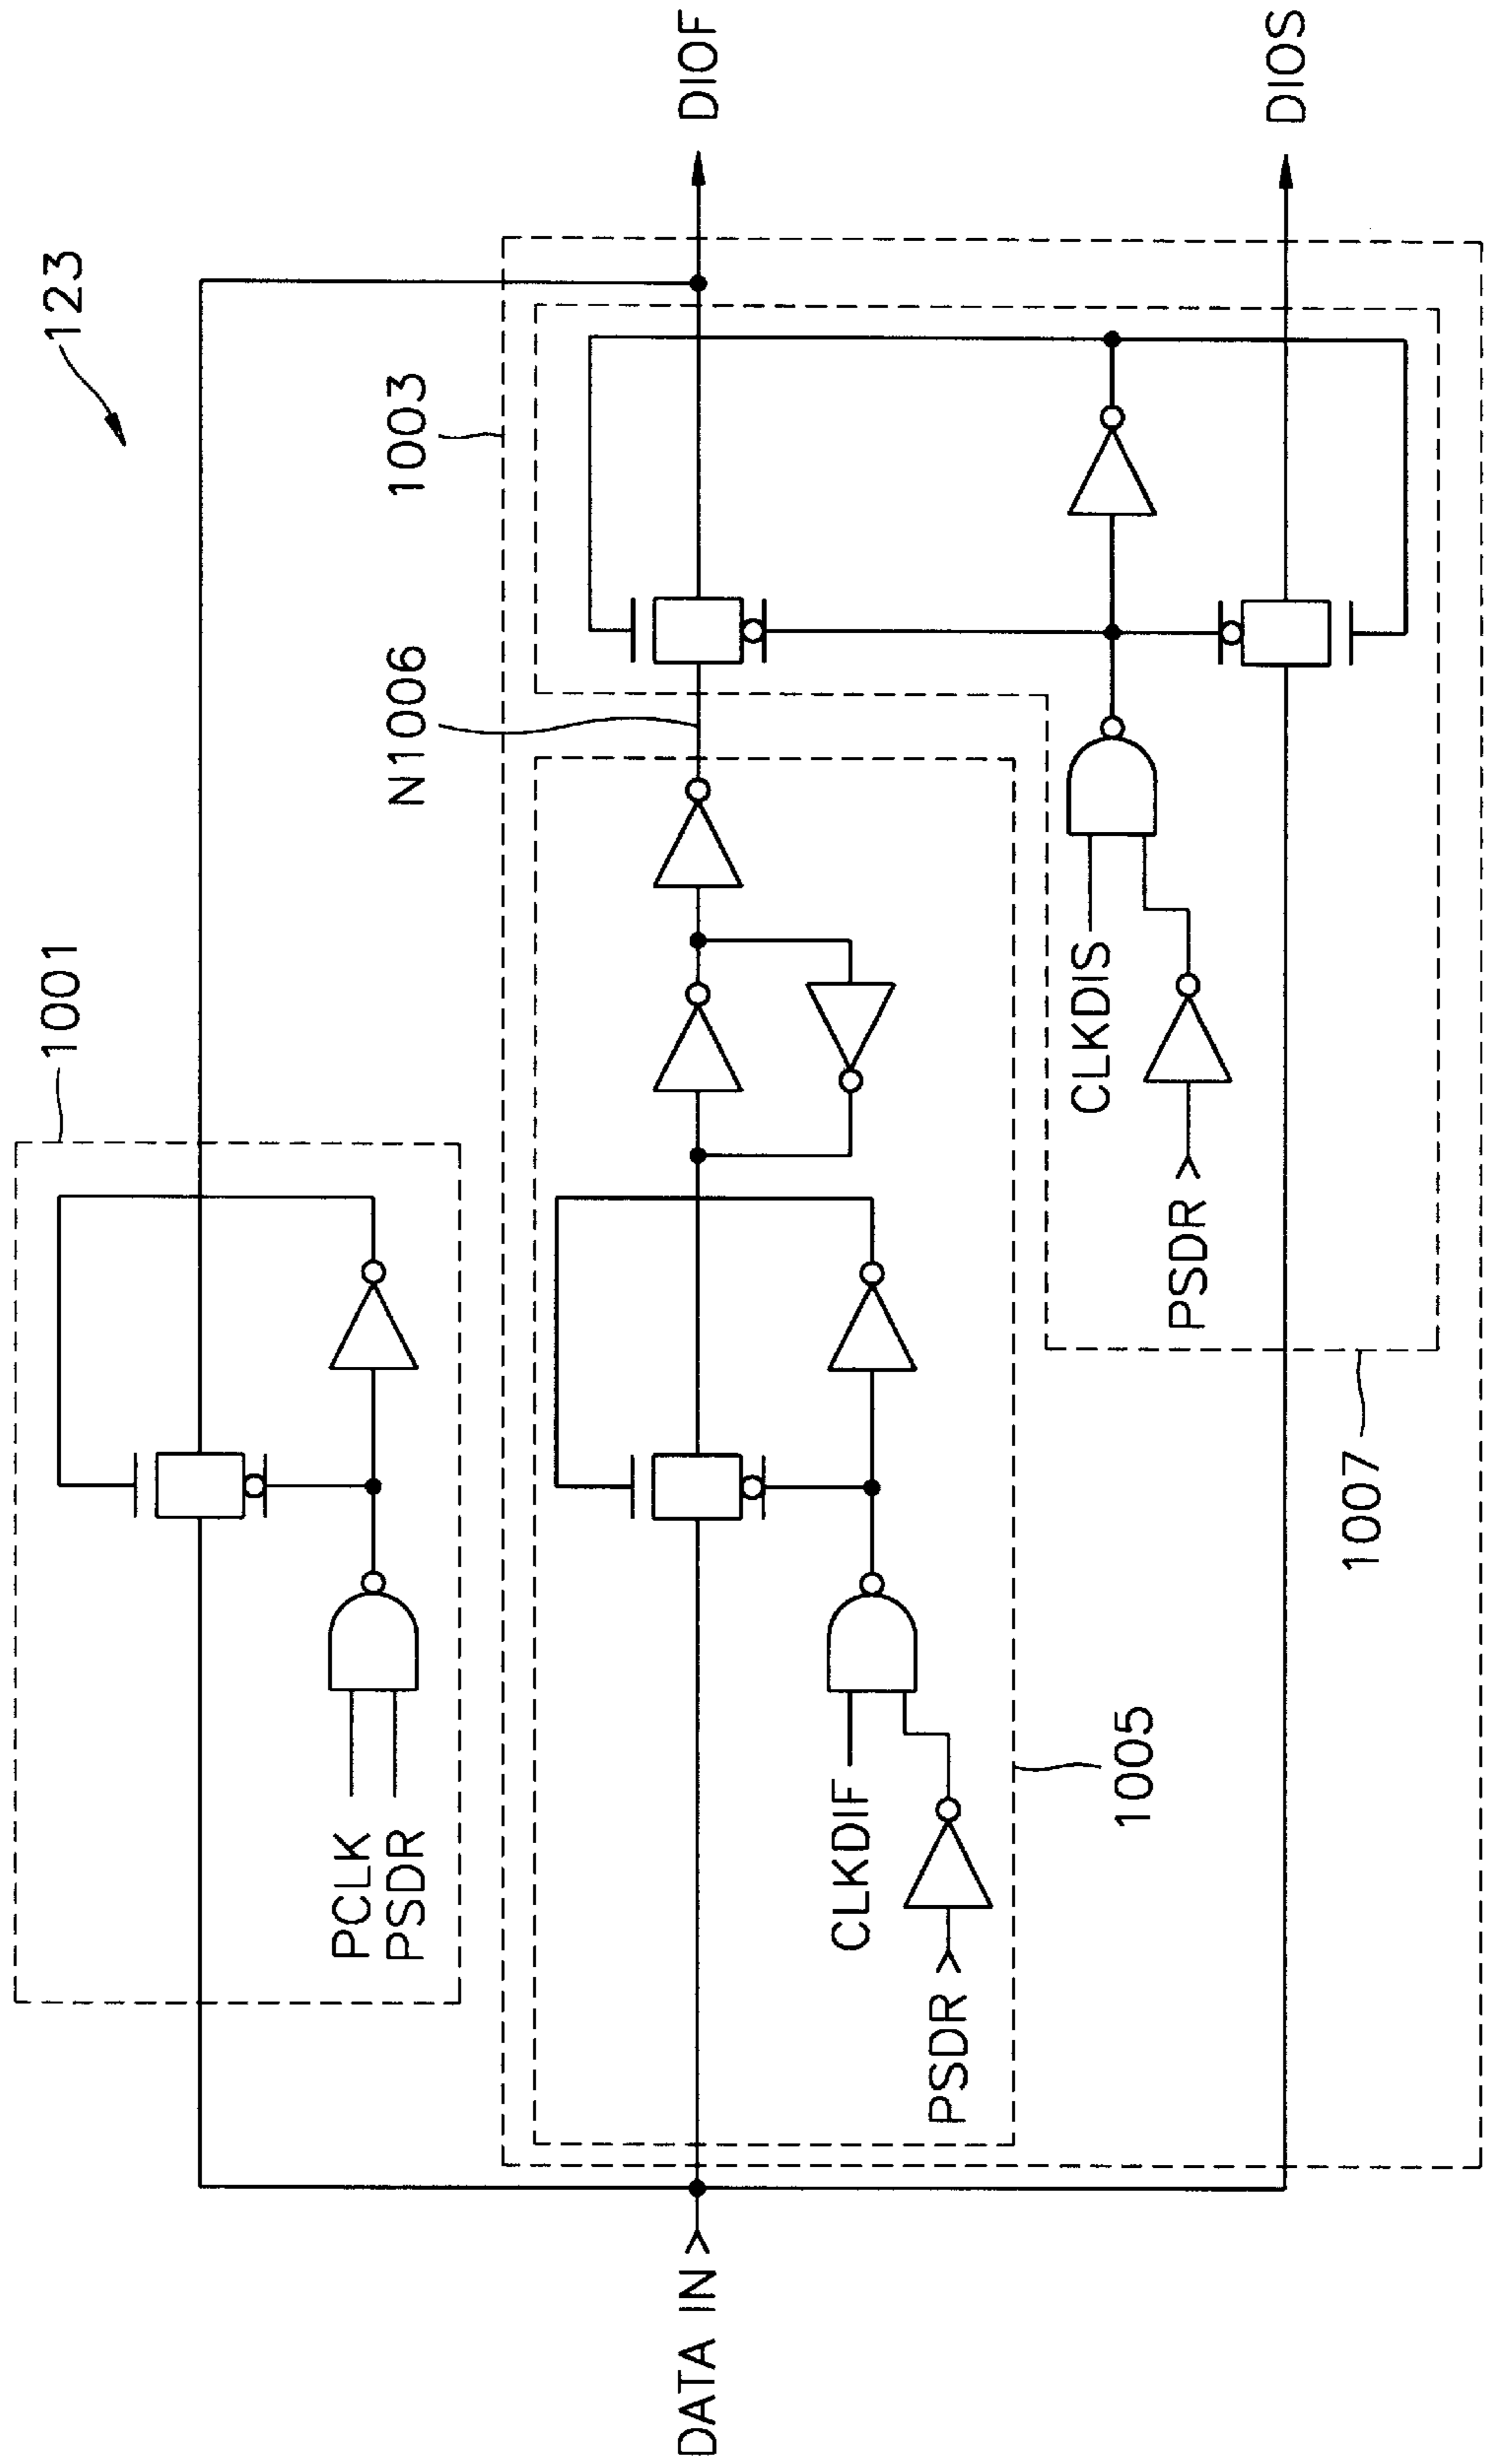 123
1001
PCLK
PSDR
1003
N1006
DATA IN
DIOF
CLKDIF
PSDR
1005
CLKDIS
PSDR
1007
DIOS